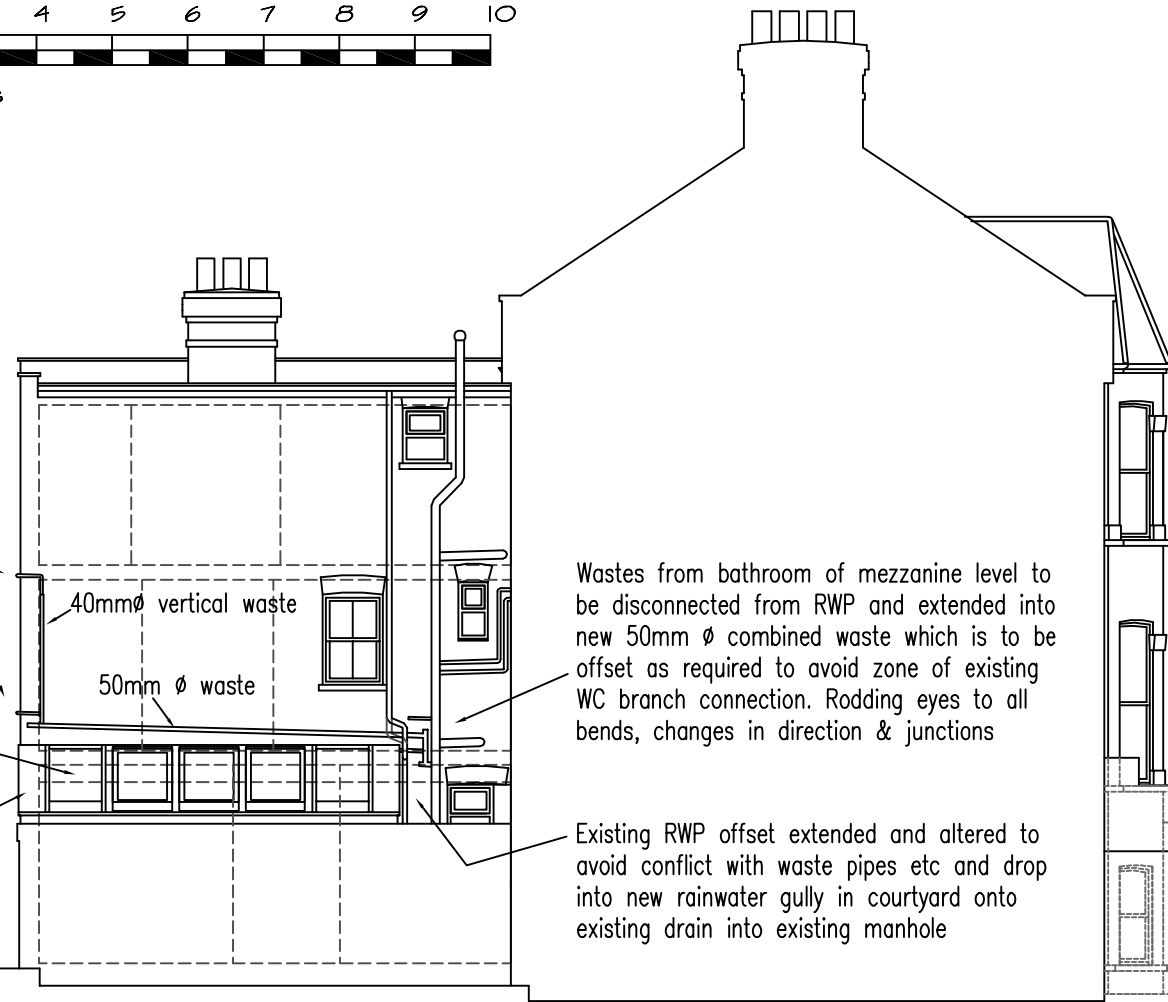 4 5 6 7 8 9 10
40mmø vertical waste
50mm ø waste
Wastes from bathroom of mezzanine level to
be disconnected from RWP and extended into
new 50mm ø combined waste which is to be
offset as required to avoid zone of existing
WC branch connection. Rodding eyes to all
bends, changes in direction & junctions
Existing RWP offset extended and altered to
avoid conflict with waste pipes etc and drop
into new rainwater gully in courtyard onto
existing drain into existing manhole